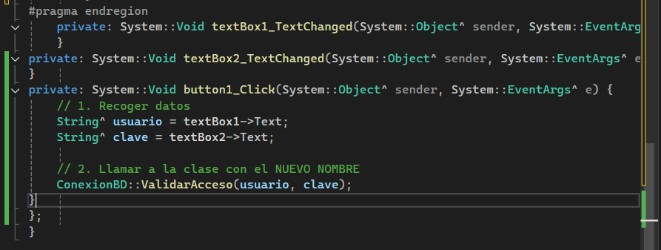 #pragma endregion
private: System::Void textBox1_TextChanged(System::Object^ sender, System::EventArg
}
private: System::Void textBox2_TextChanged(System::Object^ sender, System::EventArgs^ e
}
private: System::Void button1_Click(System::Object^ sender, System::EventArgs^ e) {
// 1. Recoger datos
String^ usuario = textBox1->Text;
String^ clave = textBox2->Text;
// 2. Llamar a la clase con el NUEVO NOMBRE
ConexionBD::ValidarAcceso(usuario, clave);
}
};
}